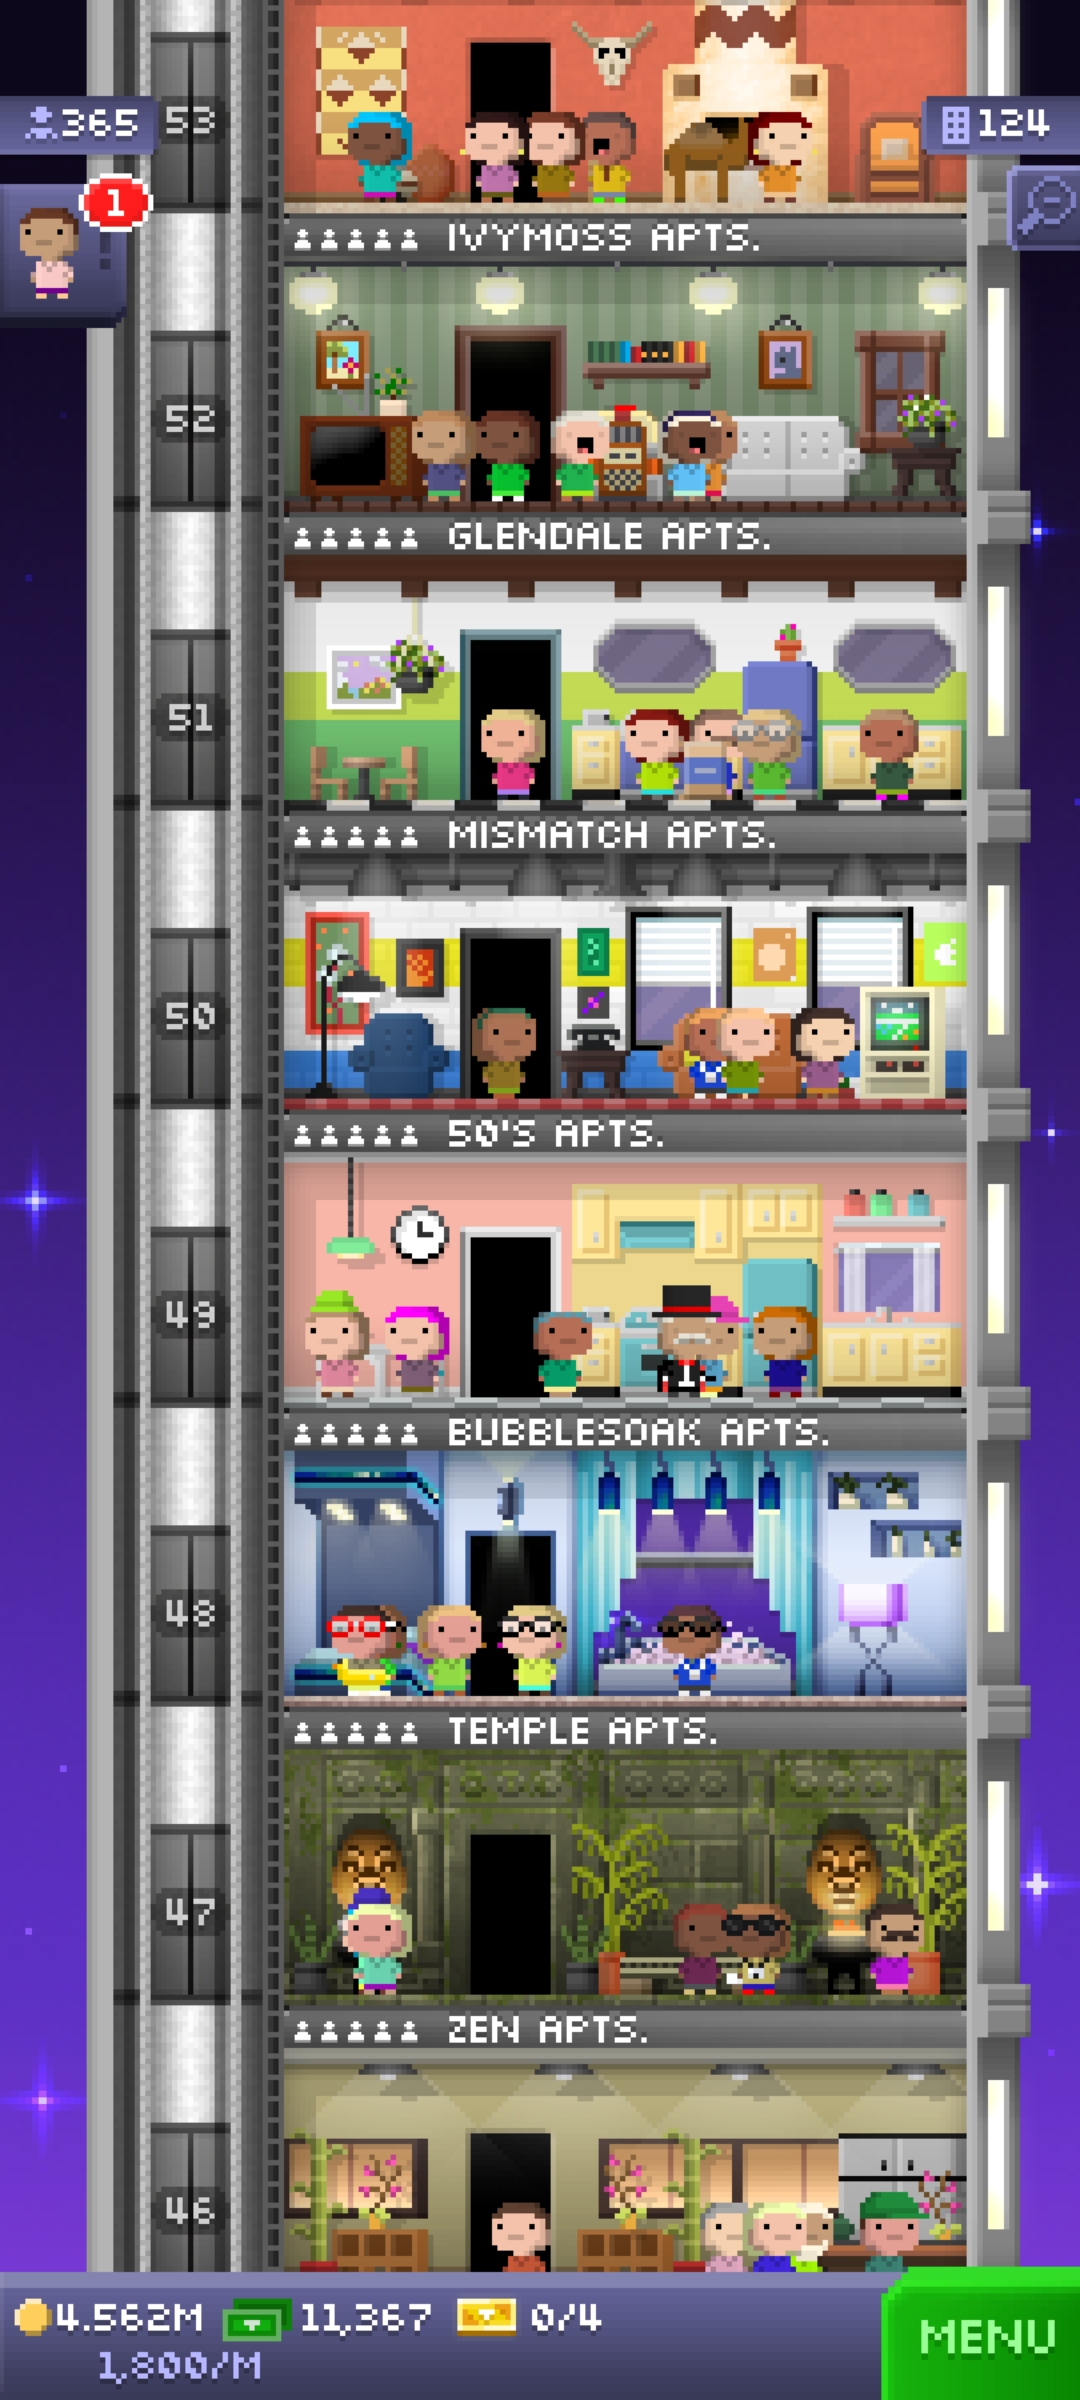 53
365
124
1
IVYMOSS APTS.
52
GLENDALE APTS.
51
MISMATCH APTS.
50
50'S APTS.
49
BUBBLESOAK APTS.
48
TEMPLE APTS.
47
ZEN APTS.
46
4.562M 11,367 0/4
1,800/M
MENU